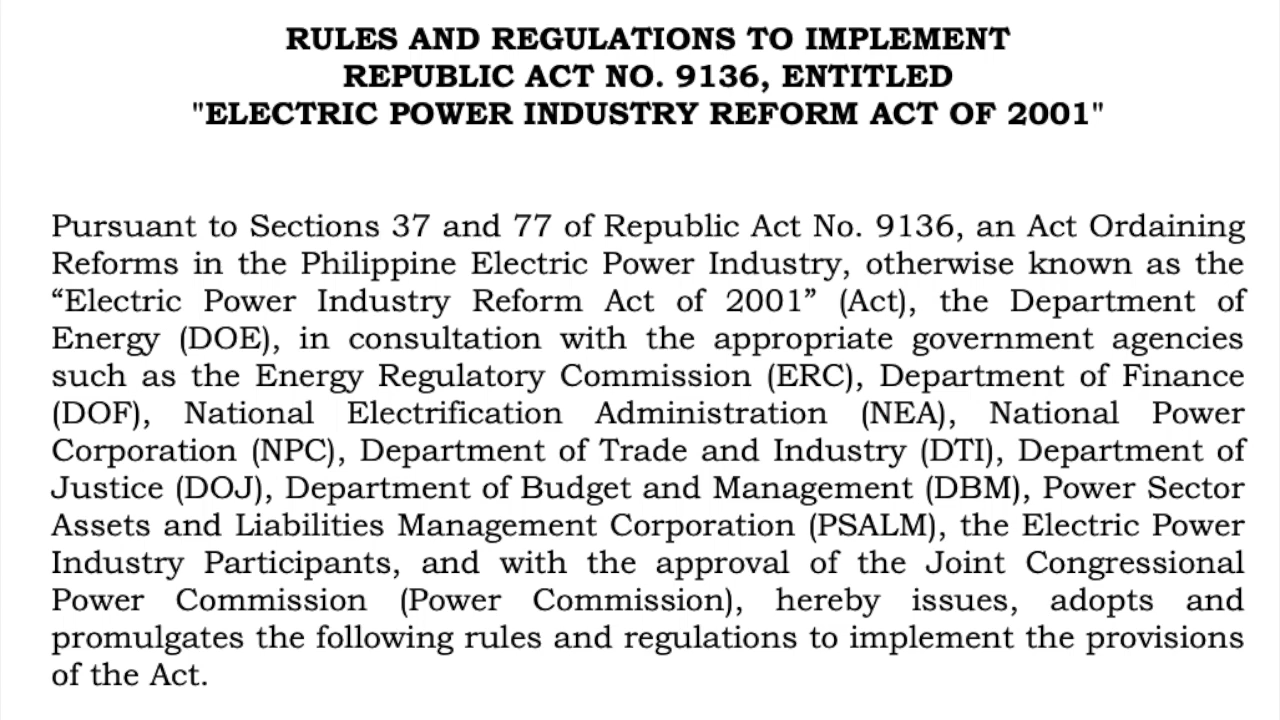 RULES AND REGULATIONS TO IMPLEMENT
REPUBLIC ACT NO. 9136, ENTITLED
"ELECTRIC POWER INDUSTRY REFORM ACT OF 2001"
Pursuant to Sections 37 and 77 of Republic Act No. 9136, an Act Ordaining
Reforms in the Philippine Electric Power Industry, otherwise known as the
“Electric Power Industry Reform Act of 2001” (Act), the Department of
Energy (DOE), in consultation with the appropriate government agencies
such as the Energy Regulatory Commission (ERC), Department of Finance
(DOF), National Electrification Administration (NEA), National Power
Corporation (NPC), Department of Trade and Industry (DTI), Department of
Justice (DOJ), Department of Budget and Management (DBM), Power Sector
Assets and Liabilities Management Corporation (PSALM), the Electric Power
Industry Participants, and with the approval of the Joint Congressional
Power Commission (Power Commission), hereby issues, adopts and
promulgates the following rules and regulations to implement the provisions
of the Act.